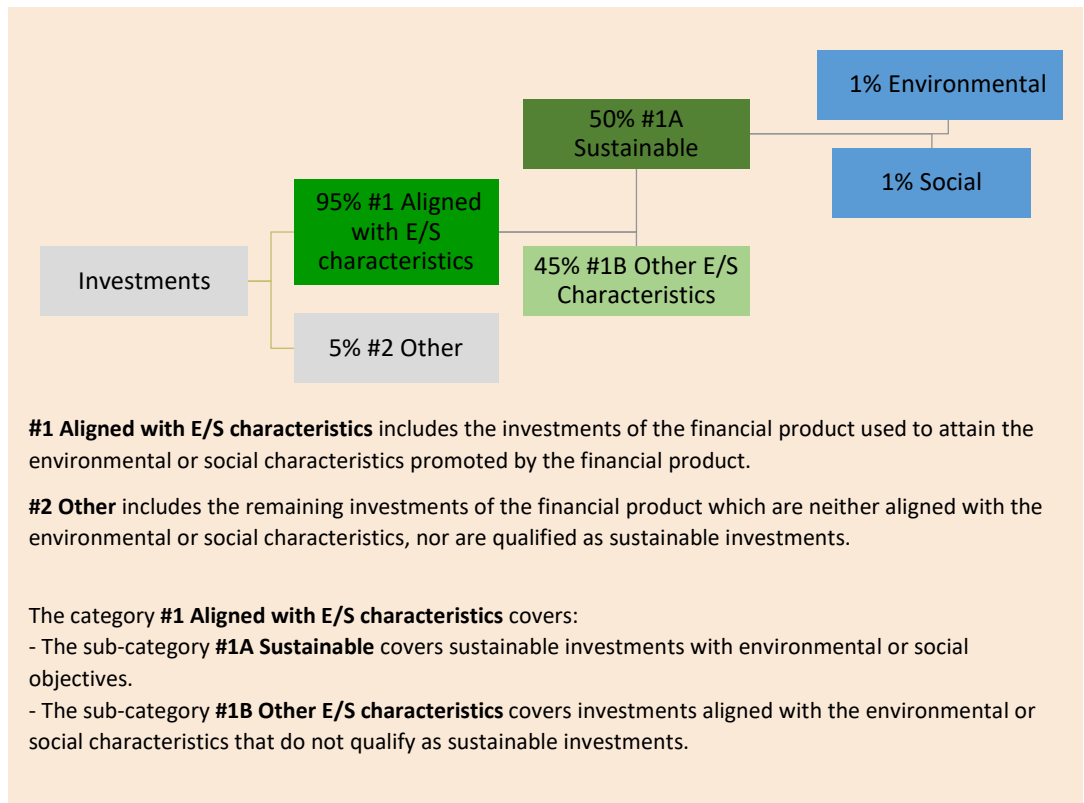 1% Environmental
50% #1A
Sustainable
1% Social
95% #1 Aligned
with E/S
characteristics
Investments
45% #1B Other E/S
Characteristics
5% #2 Other
#1 Aligned with E/S characteristics includes the investments of the financial product used to attain the
environmental or social characteristics promoted by the financial product.
#2 Other includes the remaining investments of the financial product which are neither aligned with the
environmental or social characteristics, nor are qualified as sustainable investments.
The category #1 Aligned with E/S characteristics covers:
- The sub-category #1A Sustainable covers sustainable investments with environmental or social
objectives.
- The sub-category #1B Other E/S characteristics covers investments aligned with the environmental or
social characteristics that do not qualify as sustainable investments.